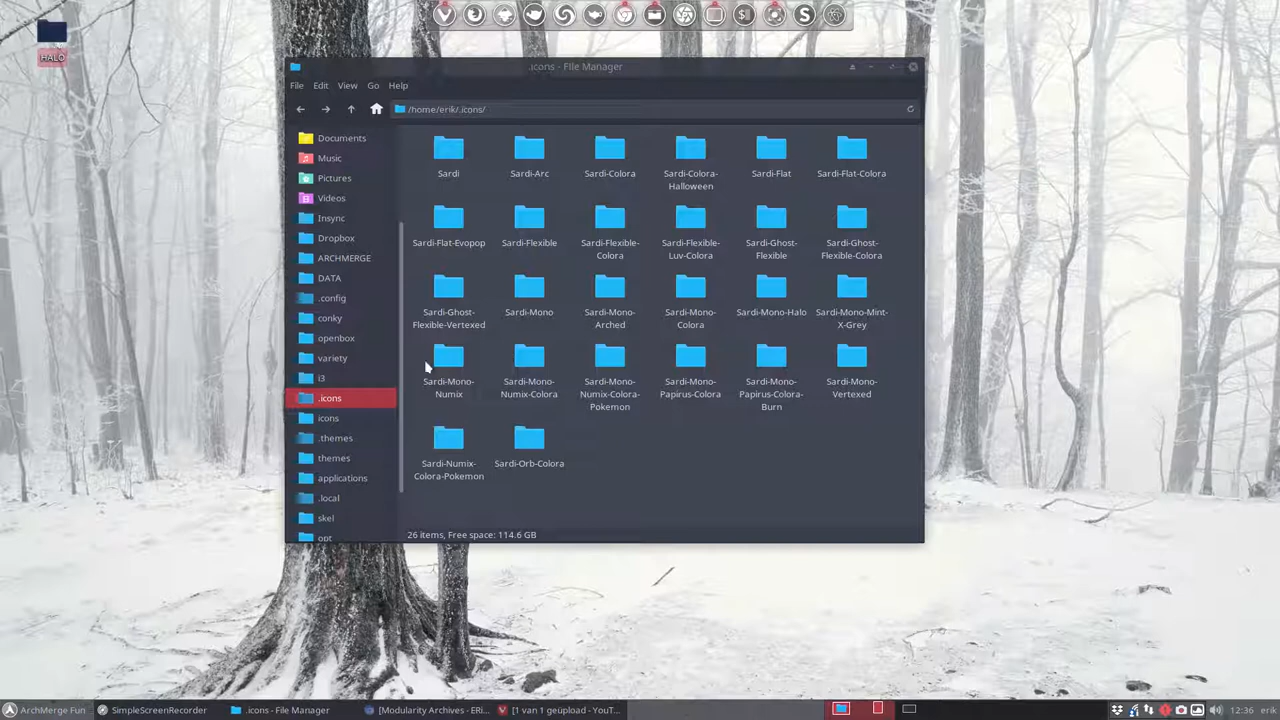 HALO
.icons - File Manager
File Edit View Go Help
/home/erik/.icons/
Documents
Music
Pictures
Videos
Insync
Dropbox
ARCHMERGE
DATA
.config
conky
openbox
variety
i3
.icons
icons
.themes
themes
applications
.local
skel
opt
Sardi
Sardi-Arc
Sardi-Colora
Sardi-Colora-
Halloween
Sardi-Flat
Sardi-Flat-Colora
Sardi-Flat-Evopop
Sardi-Flexible
Sardi-Flexible-
Colora
Sardi-Flexible-
Luv-Colora
Sardi-Ghost-
Flexible
Sardi-Ghost-
Flexible-Colora
Sardi-Ghost-
Flexible-Vertexed
Sardi-Mono
Sardi-Mono-
Arched
Sardi-Mono-
Colora
Sardi-Mono-Halo
Sardi-Mono-Mint-
X-Grey
Sardi-Mono-
Numix
Sardi-Mono-
Numix-Colora
Sardi-Mono-
Numix-Colora-
Pokemon
Sardi-Mono-
Papirus-Colora
Sardi-Mono-
Papirus-Colora-
Burn
Sardi-Mono-
Vertexed
Sardi-Numix-
Colora-Pokemon
Sardi-Orb-Colora
26 items, Free space: 114.6 GB
ArchMerge Fun
SimpleScreenRecorder
.icons - File Manager
[Modularity Archives - ERi...
[1 van 1 geüpload - YouT...
12:36 erik